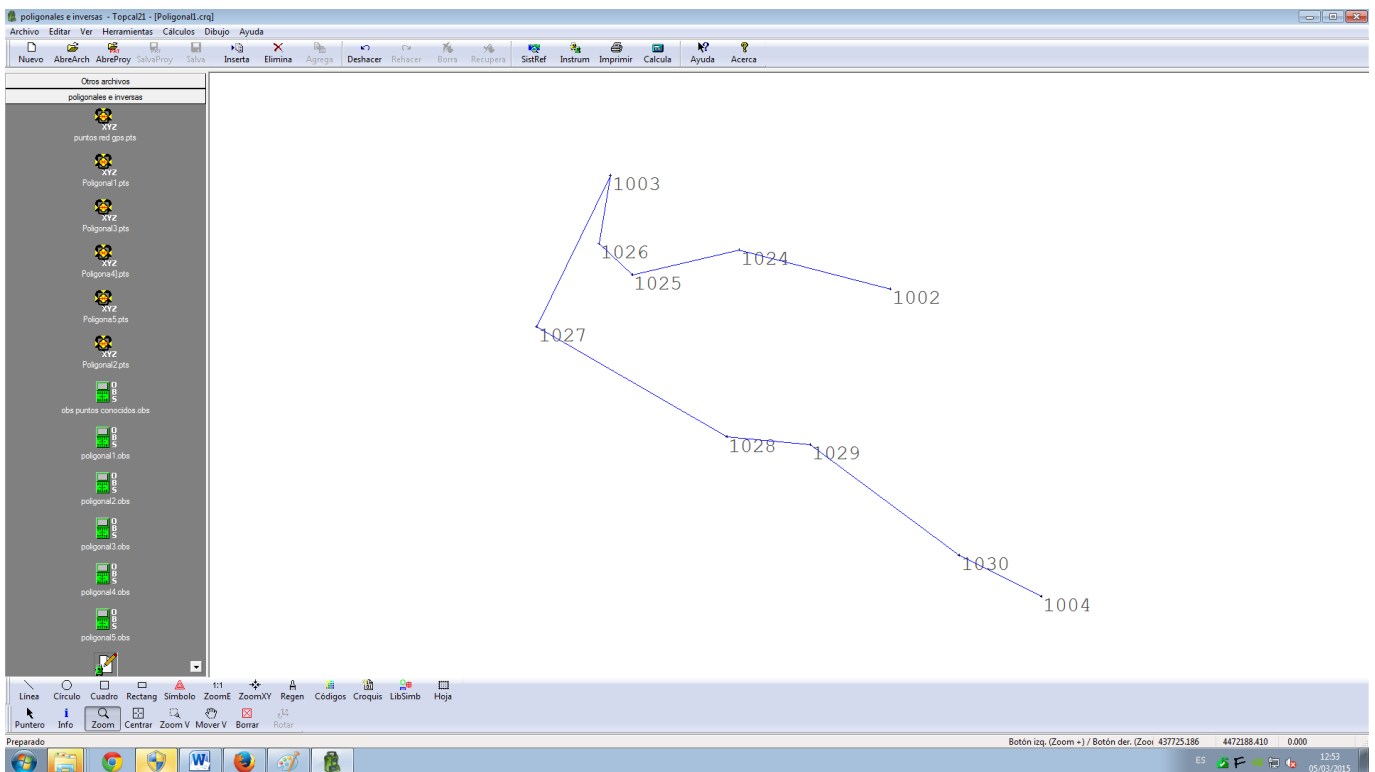 poligonales e inversas - Topcal21 - [Poligonal1.crq]
Archivo Editar Ver Herramientas Cálculos Dibujo Ayuda
Nuevo AbreArch AbreProy SalvaProy Salva Inserta Elimina Agrega Deshacer Rehacer Borra Recupera SistRef Instrum Imprimir Calcula Ayuda Acerca
Otros archivos
poligonales e inversas
XYZ
puntos red gps.pts
XYZ
Poligonal1.pts
XYZ
Poligonal3.pts
XYZ
Poligona4].pts
XYZ
Poligona5.pts
XYZ
Poligonal2.pts
OBS
obs puntos conocidos.obs
OBS
poligonal1.obs
OBS
poligonal2.obs
OBS
poligonal3.obs
OBS
poligonal4.obs
OBS
poligonal5.obs
1003
1026
1024
1025
1002
1027
1028
1029
1030
1004
Línea Círculo Cuadro Rectang Símbolo ZoomE ZoomXY Regen Códigos Croquis LibSimb Hoja
1:1
Puntero Info Zoom Centrar Zoom V Mover V Borrar Rotar
Preparado
Botón izq. (Zoom +) / Botón der. (Zoo 437725.186 4472188.410 0.000
ES
12:53
05/03/2015